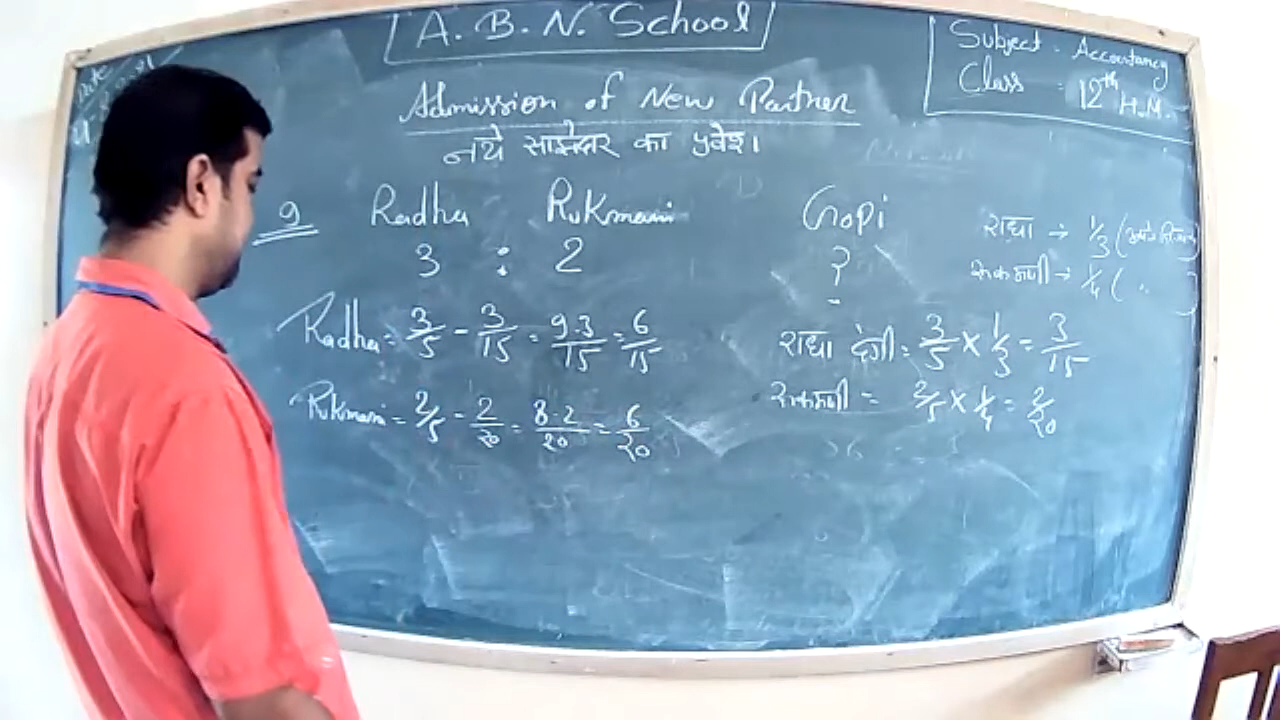 A. B. N. School
Subject - Accountancy
Class : 12th H.M.
Date
Admission of New Partner
नये साझेदार का प्रवेश।
9 Radha Rukmani Gopi
3 : 2 ?
राधा → 1/3 (
रुकमणी → 1/4 ( " )
Radha = 3/5 - 3/15 = 9-3/15 = 6/15
राधा देगी = 3/5 × 1/3 = 3/15
Rukmani = 2/5 - 2/20 = 8-2/20 = 6/20
रुकमणी = 2/5 × 1/4 = 2/20